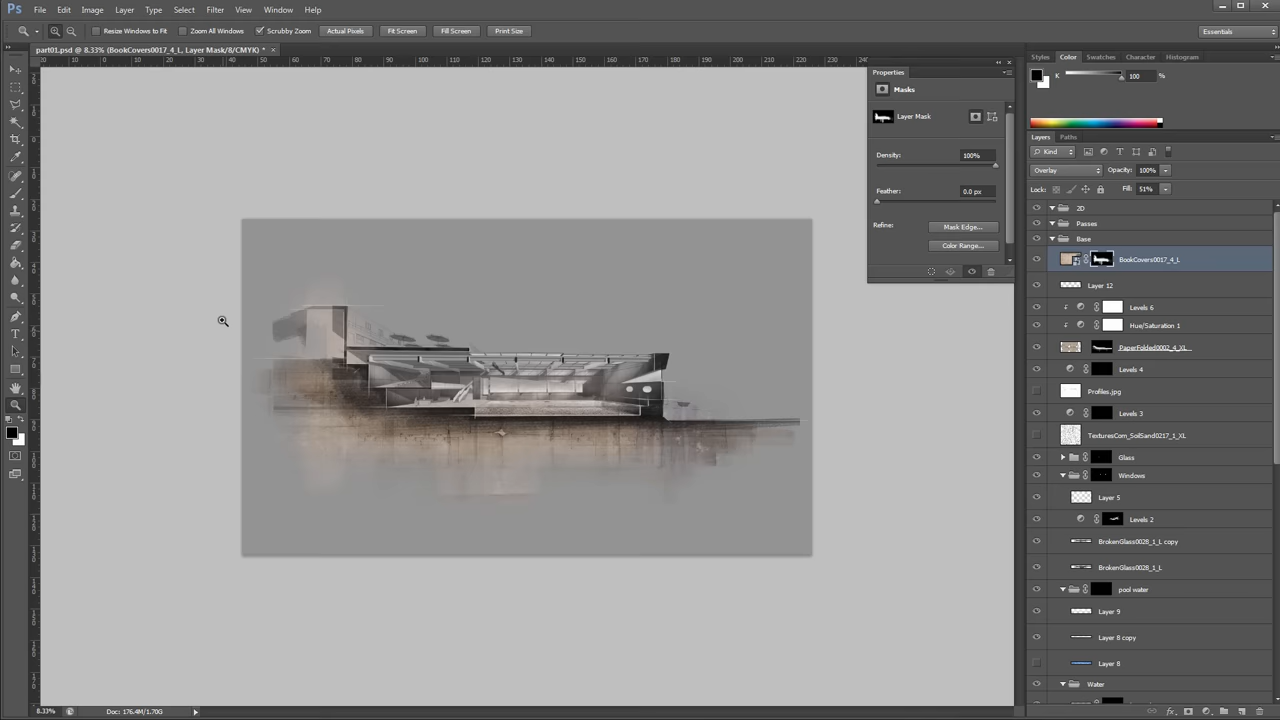 Ps File Edit Image Layer Type Select Filter View Window Help
Resize Windows to Fit Zoom All Windows Scrubby Zoom Actual Pixels Fit Screen Fill Screen Print Size Essentials
part01.psd @ 8.33% (BookCovers0017_4_L, Layer Mask/8/CMYK) * ×
Styles Color Swatches Character Histogram
K 100 %
Properties
Masks
Layer Mask
Density: 100%
Feather: 0.0 px
Refine: Mask Edge...
Color Range...
Layers Paths
Kind
Overlay Opacity: 100%
Lock: Fill: 51%
2D
Passes
Base
BookCovers0017_4_L
Layer 12
Levels 6
Hue/Saturation 1
PaperFolded0002_4_XL
Levels 4
Profiles.jpg
Levels 3
TexturesCom_SoilSand0217_1_XL
Glass
Windows
Layer 5
Levels 2
BrokenGlass0028_1_L copy
BrokenGlass0028_1_L
pool water
Layer 9
Layer 8 copy
Layer 8
Water
8.33% Doc: 176.4M/1.70G